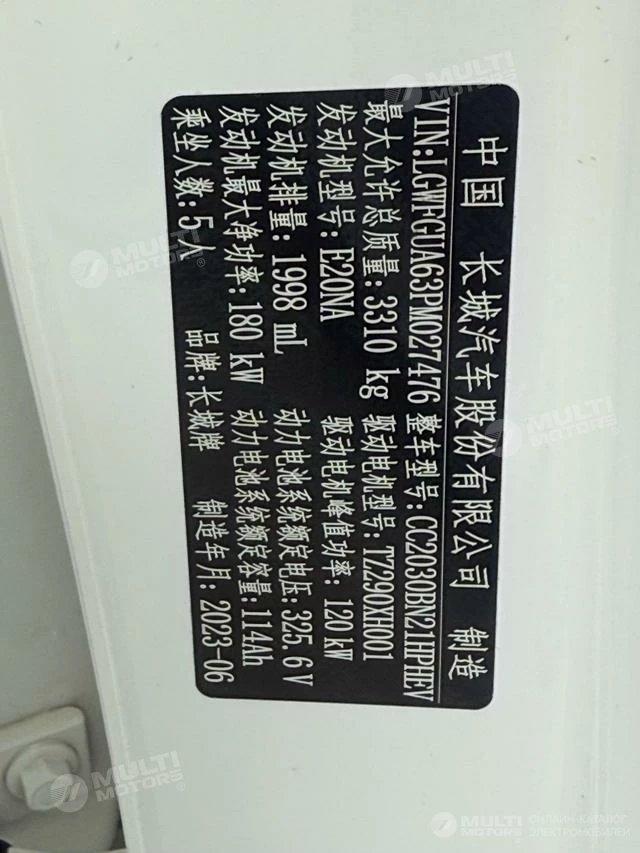 中国 长城汽车股份有限公司 制造
VIN:LGWFGUA63PM027476 整车型号:CC2030BN21HPHEV
最大允许总质量:3310 kg 驱动电机型号:TZ290XH001
发动机型号:E20NA 驱动电机峰值功率:120 kW
发动机排量:1998 mL 动力电池系统额定电压:325.6V
发动机最大净功率:180 kW 动力电池系统额定容量:114Ah
乘坐人数:5人 品牌:长城牌 制造年月:2023-06
MULTI MOTORS
MULTI MOTORS®
MULTI MOTORS
MULTI MOTORS
MULTI MOTORS ОНЛАЙН-КАТАЛОГ ЭЛЕКТРОМОБИЛЕЙ